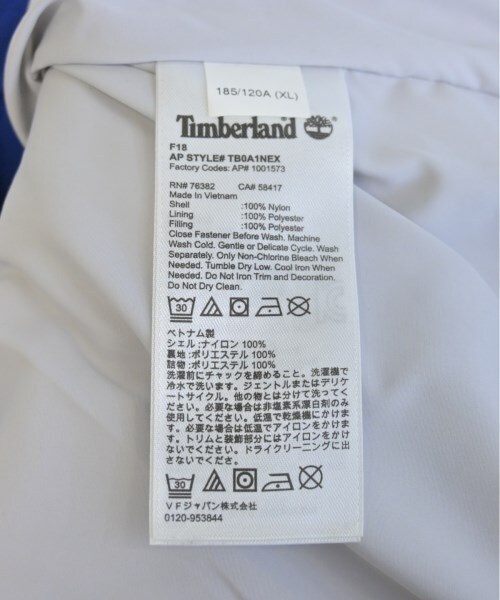 185/120A (XL)
Timberland
F18
AP STYLE# TB0A1NEX
Factory Codes: AP# 1001573
RN# 76382 CA# 58417
Made In Vietnam
Shell :100% Nylon
Lining :100% Polyester
Filling :100% Polyester
Close Fastener Before Wash. Machine
Wash Cold. Gentle or Delicate Cycle. Wash
Separately. Only Non-Chlorine Bleach When
Needed. Tumble Dry Low. Cool Iron When
Needed. Do Not Iron Trim and Decoration.
Do Not Dry Clean.
30
ベトナム製
シェル:ナイロン 100%
裏地:ポリエステル 100%
詰物:ポリエステル 100%
洗濯前にチャックを締めること。洗濯機で
冷水で洗います。ジェントルまたはデリケ
ートサイクル。他の物とは分けて洗ってく
ださい。必要な場合は非塩素系漂白剤のみ
使用してください。低温で乾燥機にかけま
す。必要な場合は低温でアイロンをかけま
す。トリムと装飾部分にはアイロンをかけ
ないでください。ドライクリーニングに出
さないでください。
30
VFジャパン株式会社
0120-953844